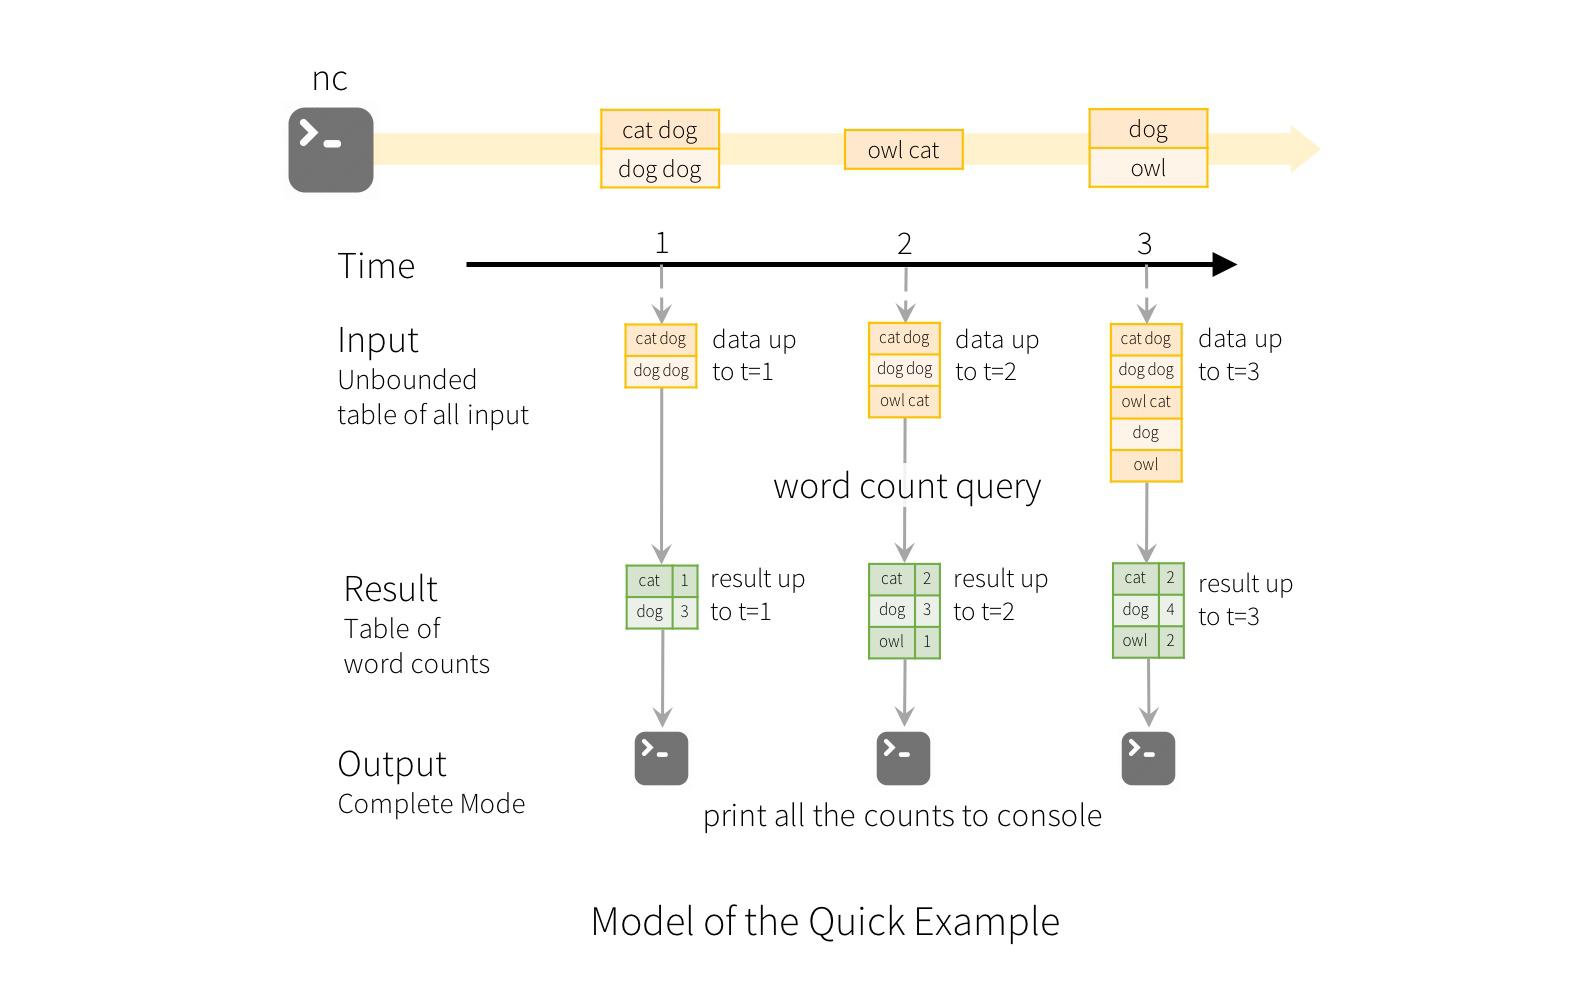 nc
cat dog
dog dog
owl cat
dog
owl
Time
1
2
3
Input
Unbounded
table of all input
cat dog
dog dog
data up
to t=1
cat dog
dog dog
owl cat
data up
to t=2
cat dog
dog dog
owl cat
dog
owl
data up
to t=3
word count query
Result
Table of
word counts
cat 1
dog 3
result up
to t=1
cat 2
dog 3
owl 1
result up
to t=2
cat 2
dog 4
owl 2
result up
to t=3
Output
Complete Mode
print all the counts to console
Model of the Quick Example